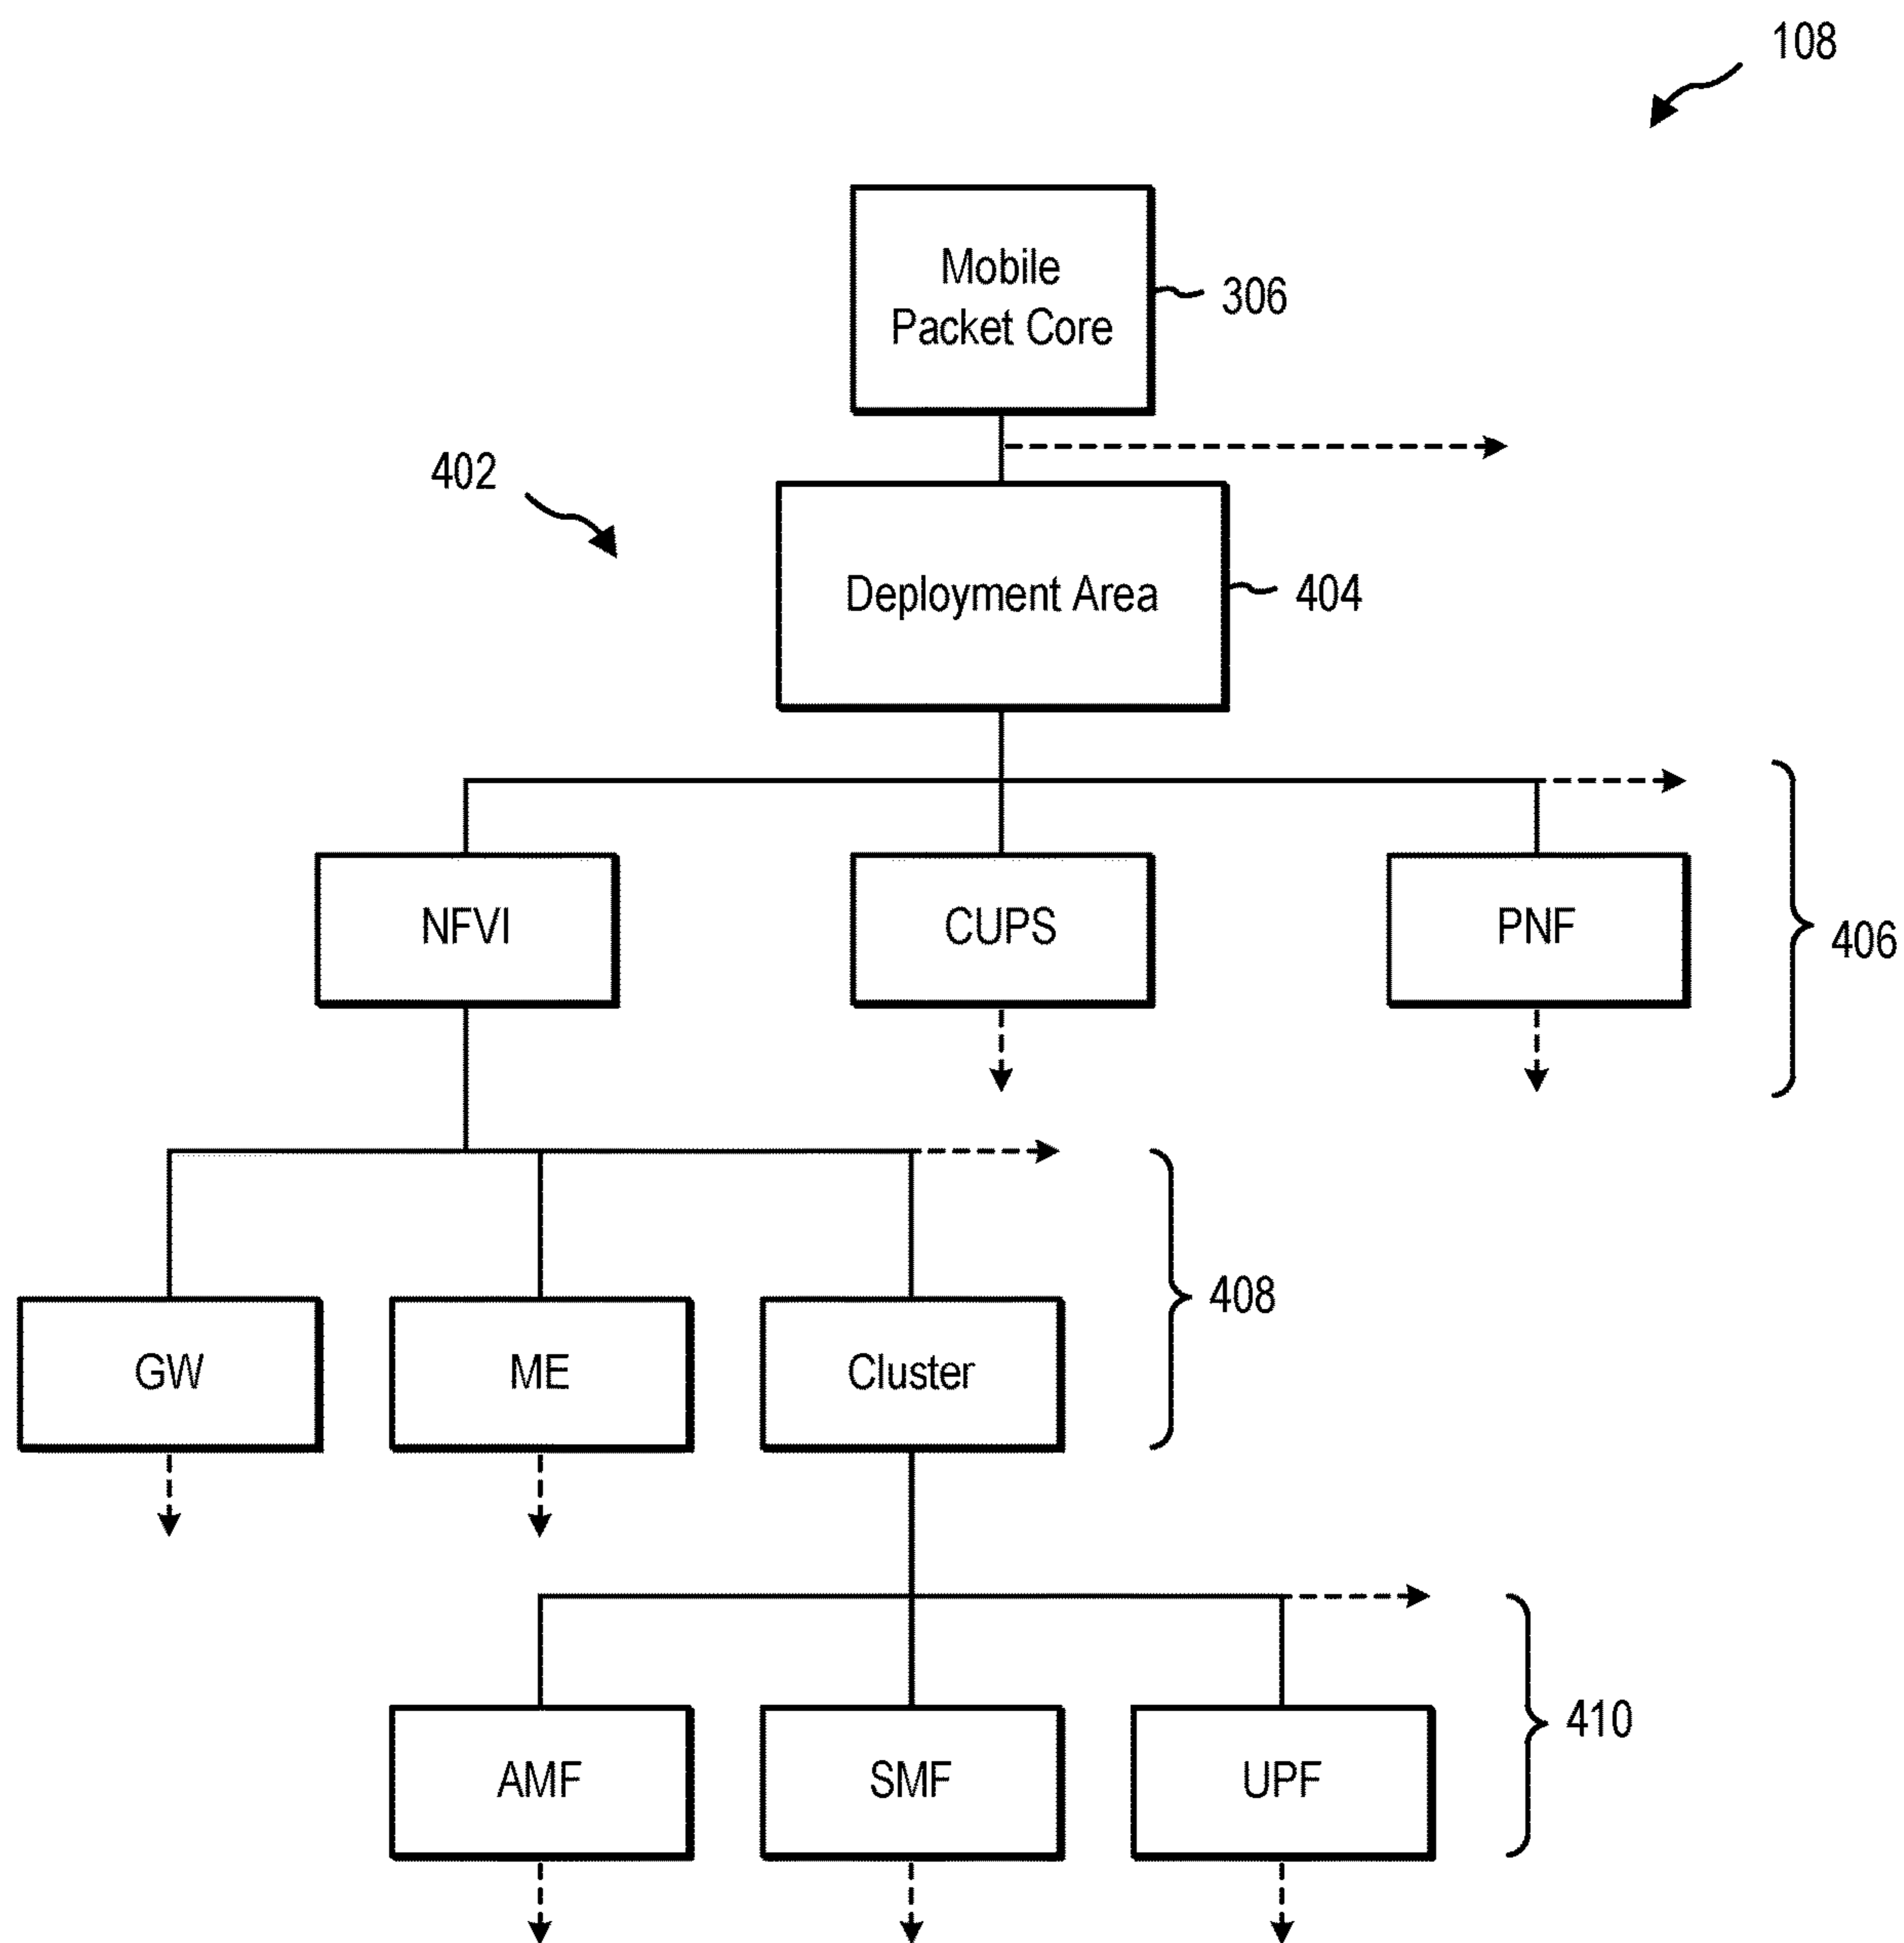 108
Mobile
Packet Core
306
402
Deployment Area
404
NFVI
CUPS
PNF
406
408
GW
ME
Cluster
410
AMF
SMF
UPF